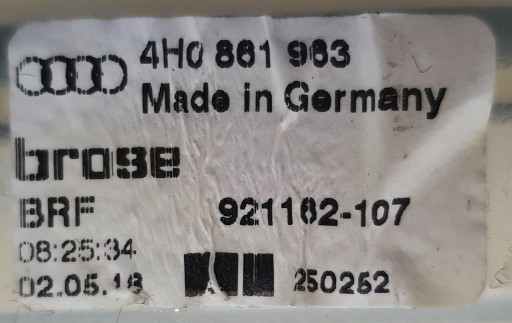 4H0 861 963
Made in Germany
brose
BRF 921162-107
08:25:34
02.05.18 250252